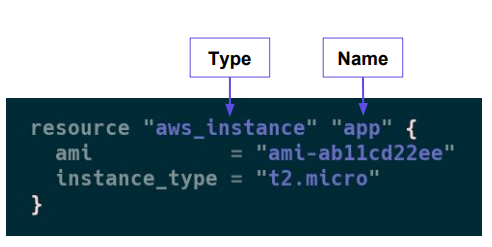 Type Name
resource "aws_instance" "app" {
  ami           = "ami-ab11cd22ee"
  instance_type = "t2.micro"
}